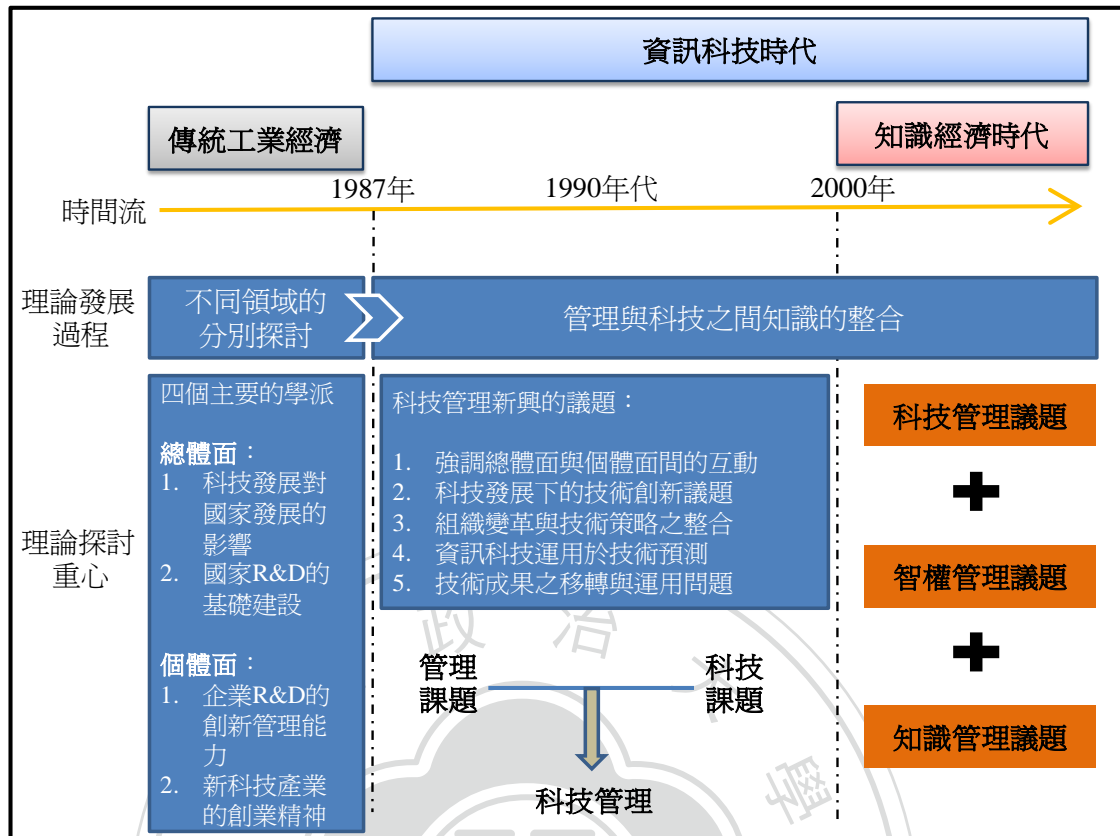 資訊科技時代
傳統工業經濟
知識經濟時代
1987年
1990年代
2000年
時間流
理論發展
過程
不同領域的
分別探討
管理與科技之間知識的整合
理論探討
重心
四個主要的學派
總體面：
1. 科技發展對
國家發展的
影響
2. 國家R&D的
基礎建設
個體面：
1. 企業R&D的
創新管理能
力
2. 新科技產業
的創業精神
科技管理新興的議題：
1. 強調總體面與個體面間的互動
2. 科技發展下的技術創新議題
3. 組織變革與技術策略之整合
4. 資訊科技運用於技術預測
5. 技術成果之移轉與運用問題
管理
課題
科技
課題
科技管理
科技管理議題
智權管理議題
知識管理議題
政治大學